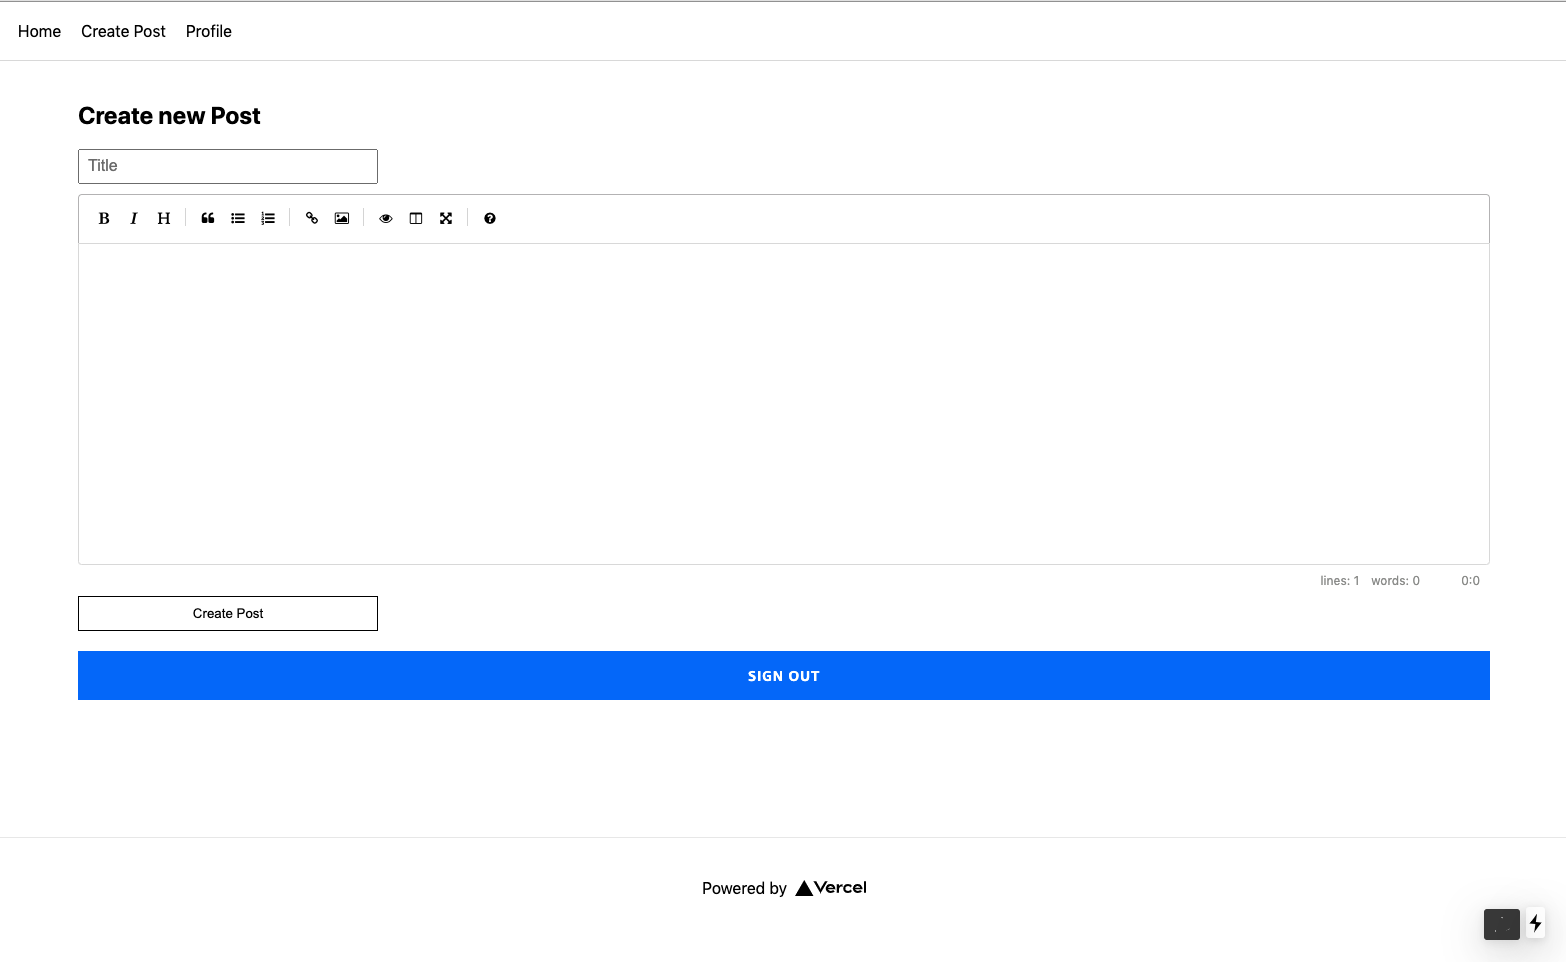 Home Create Post Profile
Create new Post
Title
B I H
lines: 1 words: 0 0:0
Create Post
SIGN OUT
Powered by Vercel